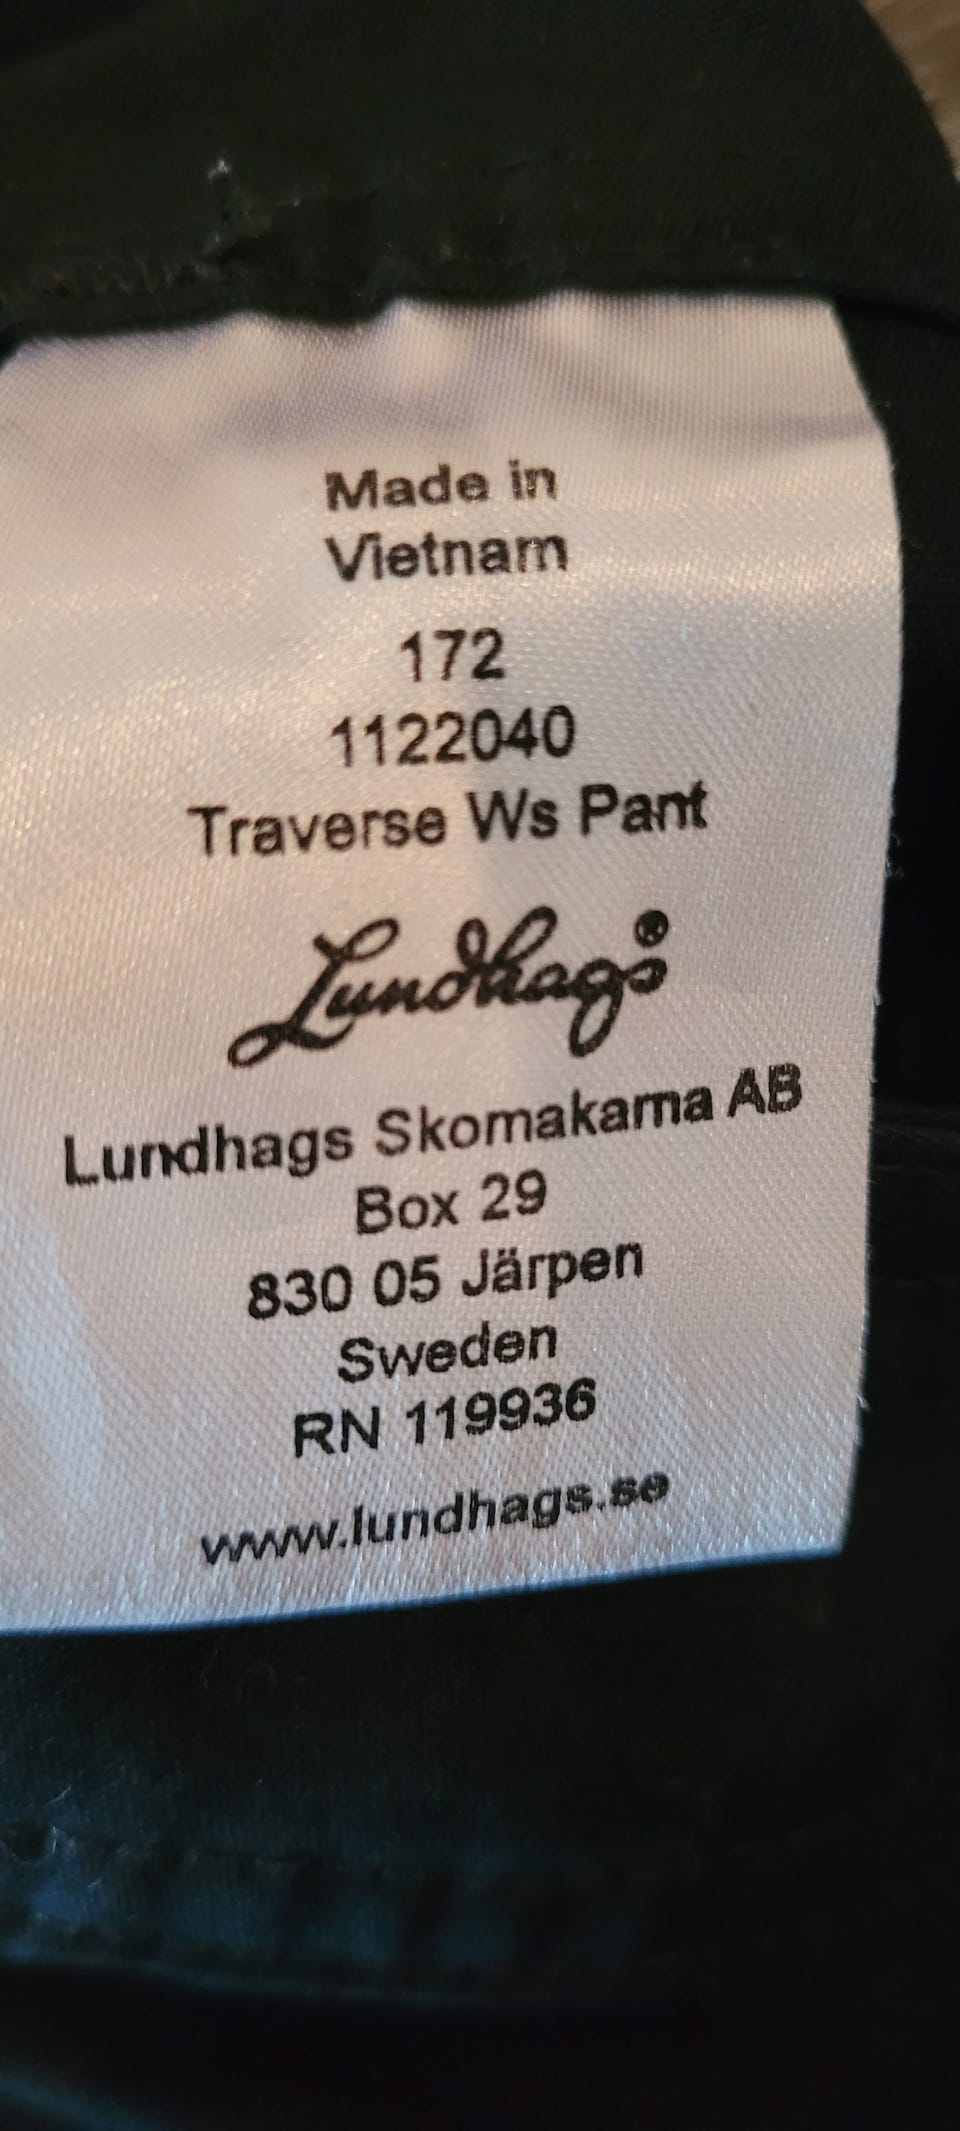 Made in
Vietnam
172
1122040
Traverse Ws Pant
Lundhags®
Lundhags Skomakarna AB
Box 29
830 05 Järpen
Sweden
RN 119936
www.lundhags.se